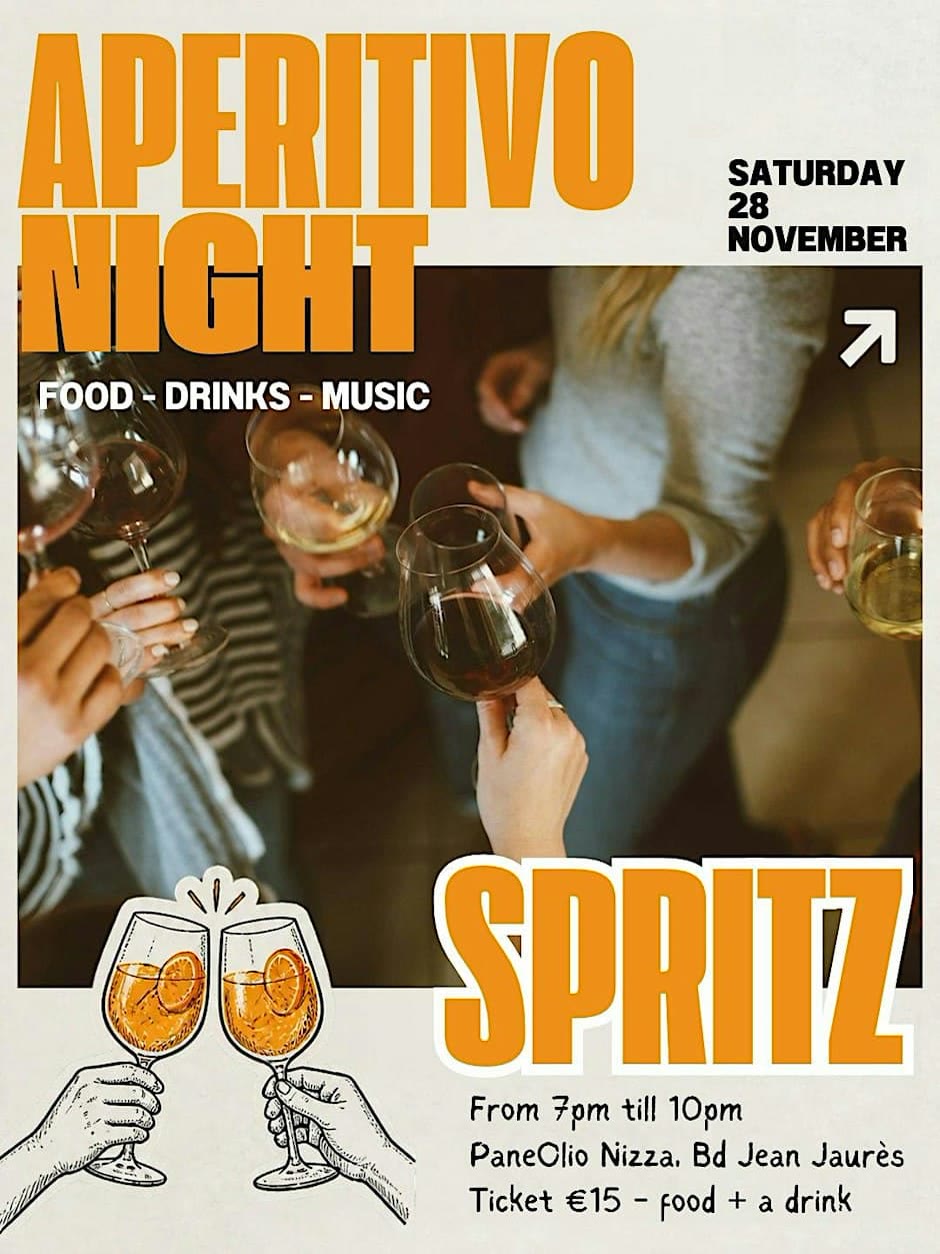 APERITIVO
NIGHT
SATURDAY
28
NOVEMBER
FOOD - DRINKS - MUSIC
SPRITZ
From 7pm till 10pm
PaneOlio Nizza, Bd Jean Jaurès
Ticket €15 - food + a drink